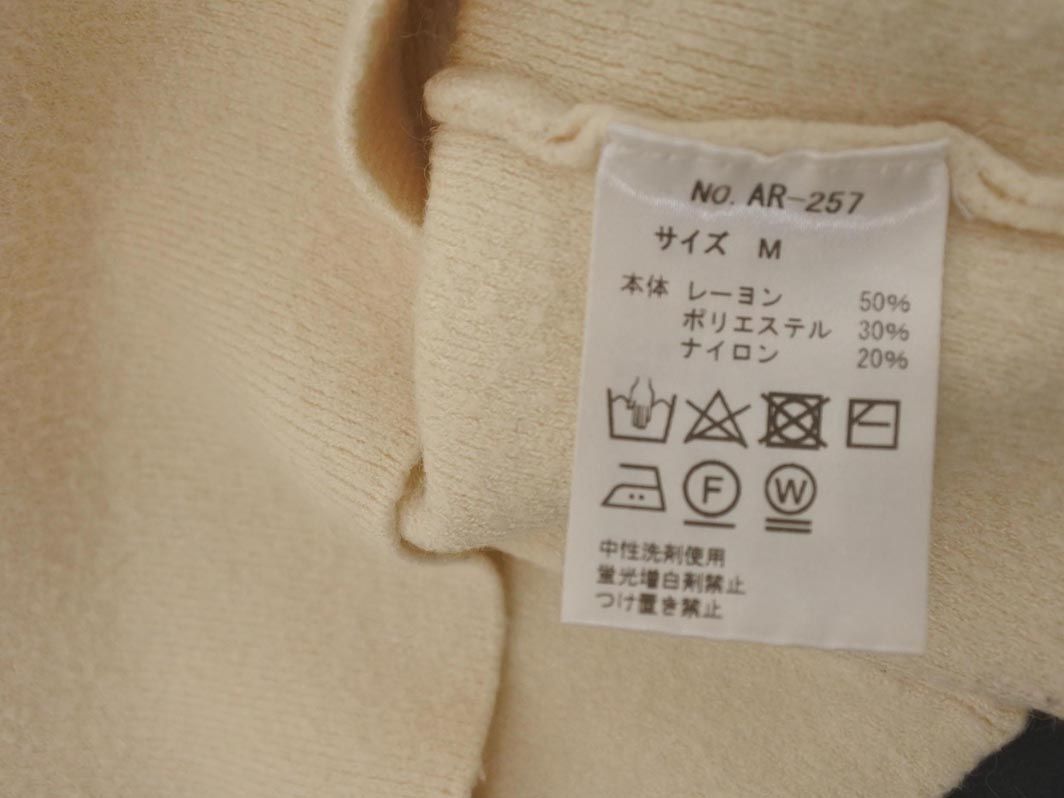 No. AR-257
サイズ M
本体 レーヨン 50%
ポリエステル 30%
ナイロン 20%
F W
中性洗剤使用
蛍光増白剤禁止
つけ置き禁止